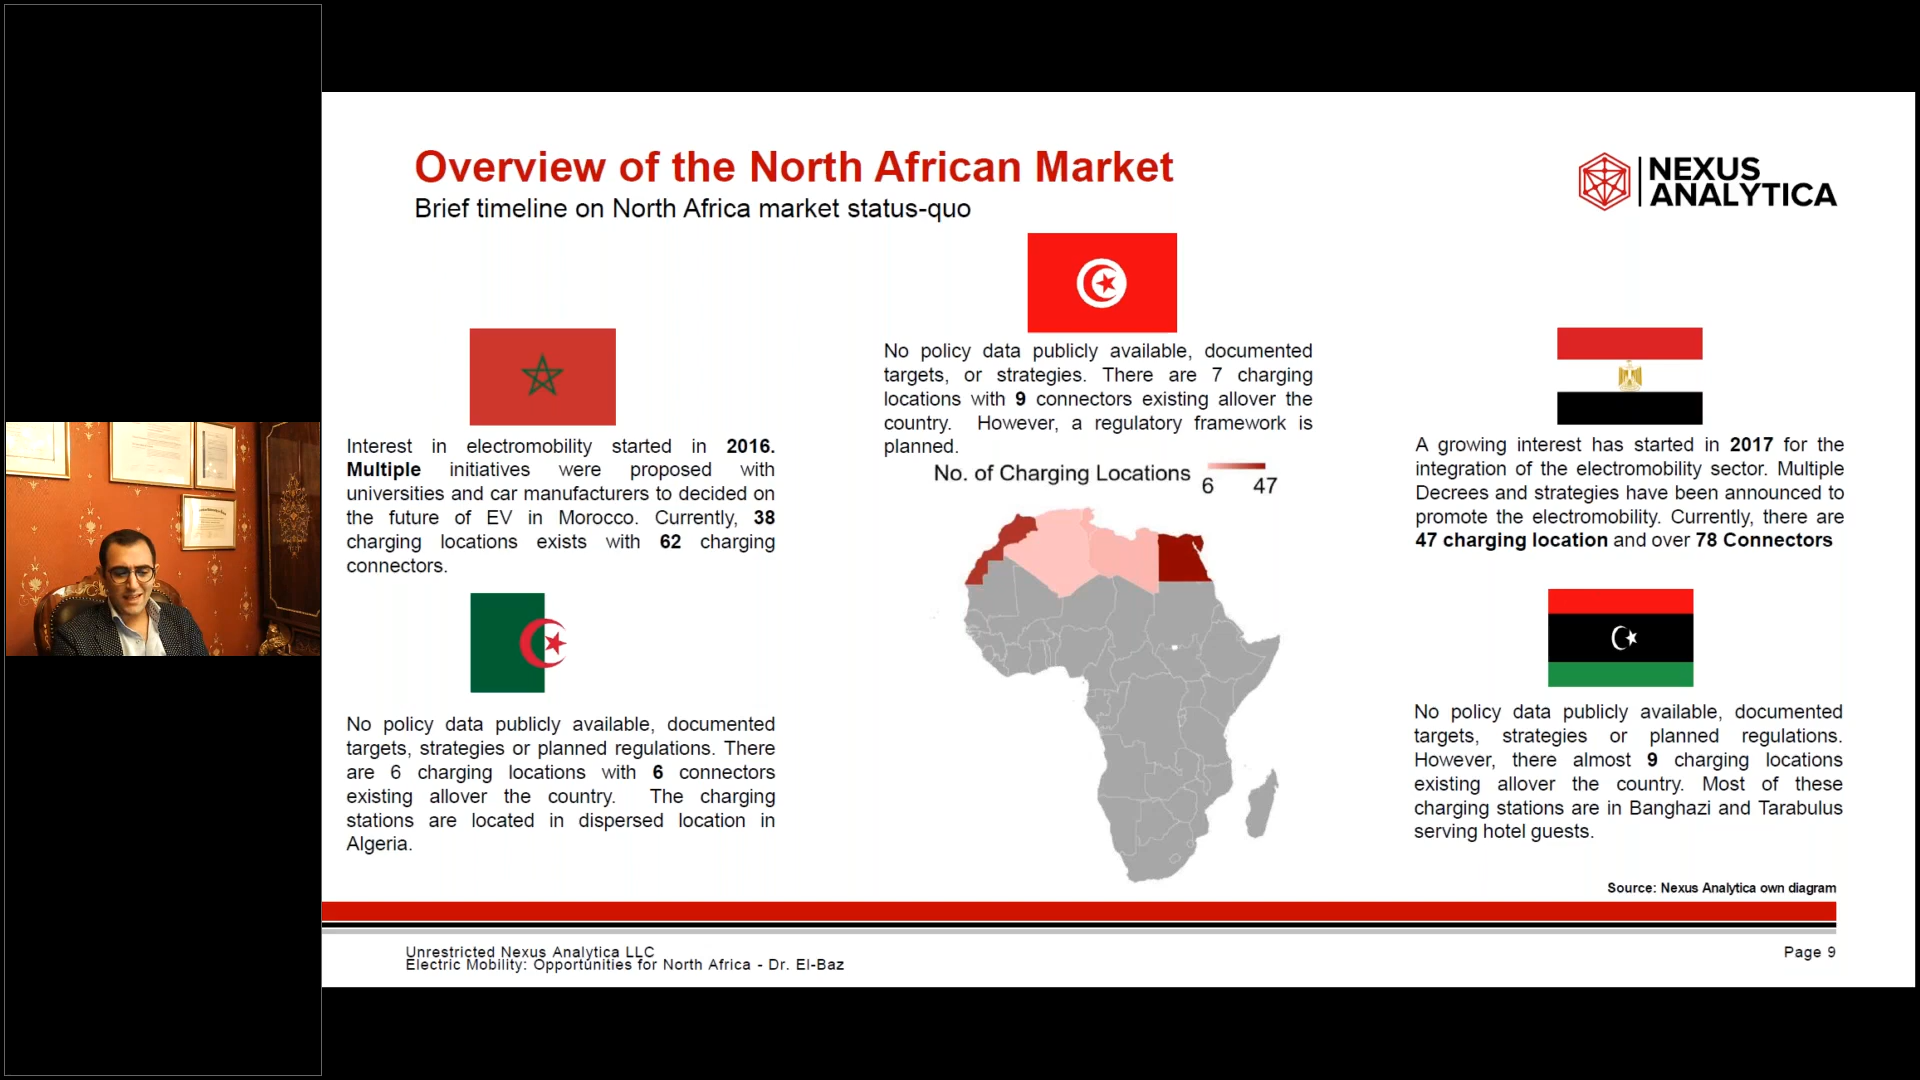 Overview of the North African Market
Brief timeline on North Africa market status-quo
NEXUS
ANALYTICA
Interest in electromobility started in 2016.
Multiple initiatives were proposed with
universities and car manufacturers to decided on
the future of EV in Morocco. Currently, 38
charging locations exists with 62 charging
connectors.
No policy data publicly available, documented
targets, strategies or planned regulations. There
are 6 charging locations with 6 connectors
existing allover the country. The charging
stations are located in dispersed location in
Algeria.
No policy data publicly available, documented
targets, or strategies. There are 7 charging
locations with 9 connectors existing allover the
country. However, a regulatory framework is
planned.
No. of Charging Locations
6 47
A growing interest has started in 2017 for the
integration of the electromobility sector. Multiple
Decrees and strategies have been announced to
promote the electromobility. Currently, there are
47 charging location and over 78 Connectors
No policy data publicly available, documented
targets, strategies or planned regulations.
However, there almost 9 charging locations
existing allover the country. Most of these
charging stations are in Banghazi and Tarabulus
serving hotel guests.
Source: Nexus Analytica own diagram
Unrestricted Nexus Analytica LLC
Electric Mobility: Opportunities for North Africa - Dr. El-Baz
Page 9